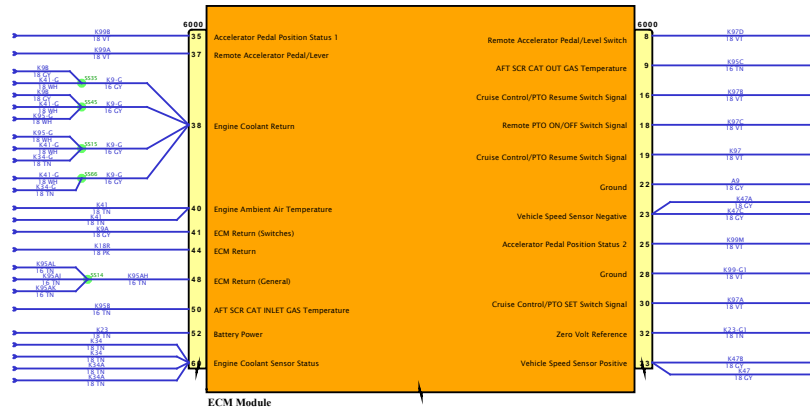 6000
6000
K99B
18 VT
35
Accelerator Pedal Position Status 1
K99A
18 VT
37
Remote Accelerator Pedal/Lever
K9B
18 GY
SS35
K41-G
18 WH
K9-G
16 GY
K9B
18 GY
SS45
K41-G
18 WH
K9-G
16 GY
K95-G
18 WH
38
Engine Coolant Return
K95-G
18 WH
SS15
K41-G
18 WH
K9-G
16 GY
K34-G
18 TN
K41-G
18 WH
SS66
K9-G
16 GY
K34-G
18 TN
K41
18 TN
40
Engine Ambient Air Temperature
K41
18 TN
K9A
18 GY
41
ECM Return (Switches)
K18R
18 PK
44
ECM Return
K95AL
16 TN
SS14
K95AJ
16 TN
K95AH
16 TN
48
ECM Return (General)
K95AK
16 TN
K95B
16 TN
50
AFT SCR CAT INLET GAS Temperature
K23
18 TN
52
Battery Power
K34
18 TN
K34
18 TN
Engine Coolant Sensor Status
K34A
18 TN
K34A
18 TN
Remote Accelerator Pedal/Level Switch
8
K97D
18 VT
AFT SCR CAT OUT GAS Temperature
9
K95C
16 TN
Cruise Control/PTO Resume Switch Signal
16
K97B
18 VT
Remote PTO ON/OFF Switch Signal
18
K97C
18 VT
Cruise Control/PTO Resume Switch Signal
19
K97
18 VT
Ground
22
A9
18 GY
Vehicle Speed Sensor Negative
23
K47A
18 GY
K47C
18 GY
Accelerator Pedal Position Status 2
25
K99M
18 VT
Ground
28
K99-G1
18 VT
Cruise Control/PTO SET Switch Signal
30
K97A
18 VT
Zero Volt Reference
32
K23-G1
18 TN
Vehicle Speed Sensor Positive
K47B
18 GY
K47
18 GY
ECM Module